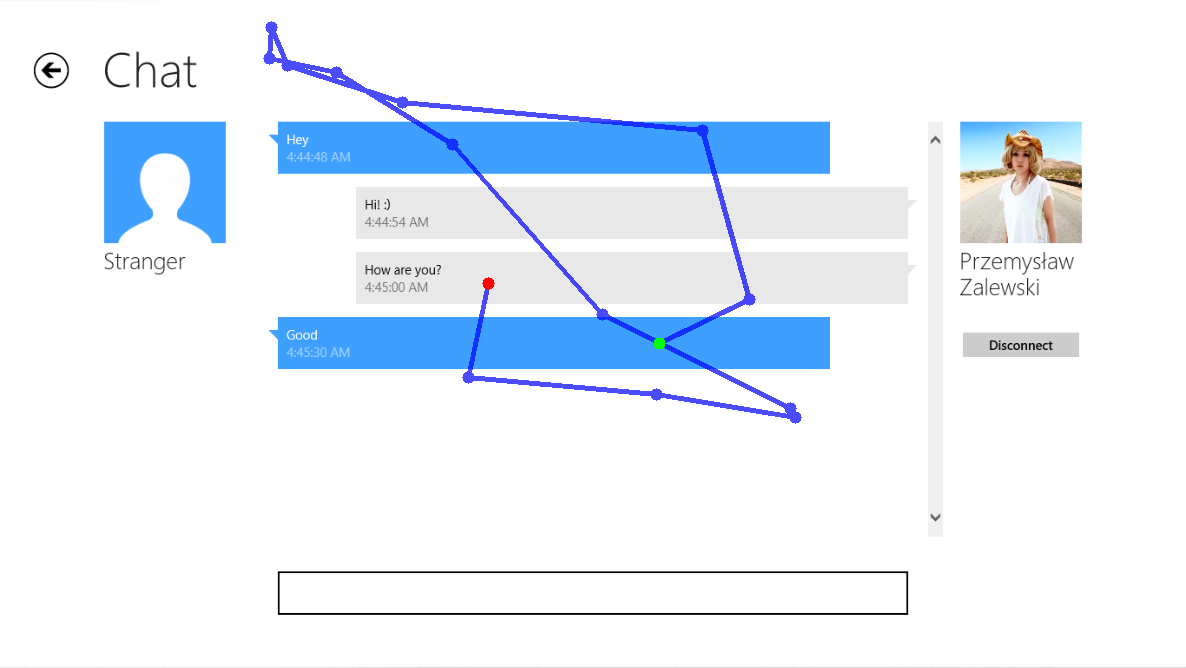 Chat
Stranger
Hey
4:44:48 AM
Hi! :)
4:44:54 AM
How are you?
4:45:00 AM
Good
4:45:30 AM
Przemysław
Zalewski
Disconnect